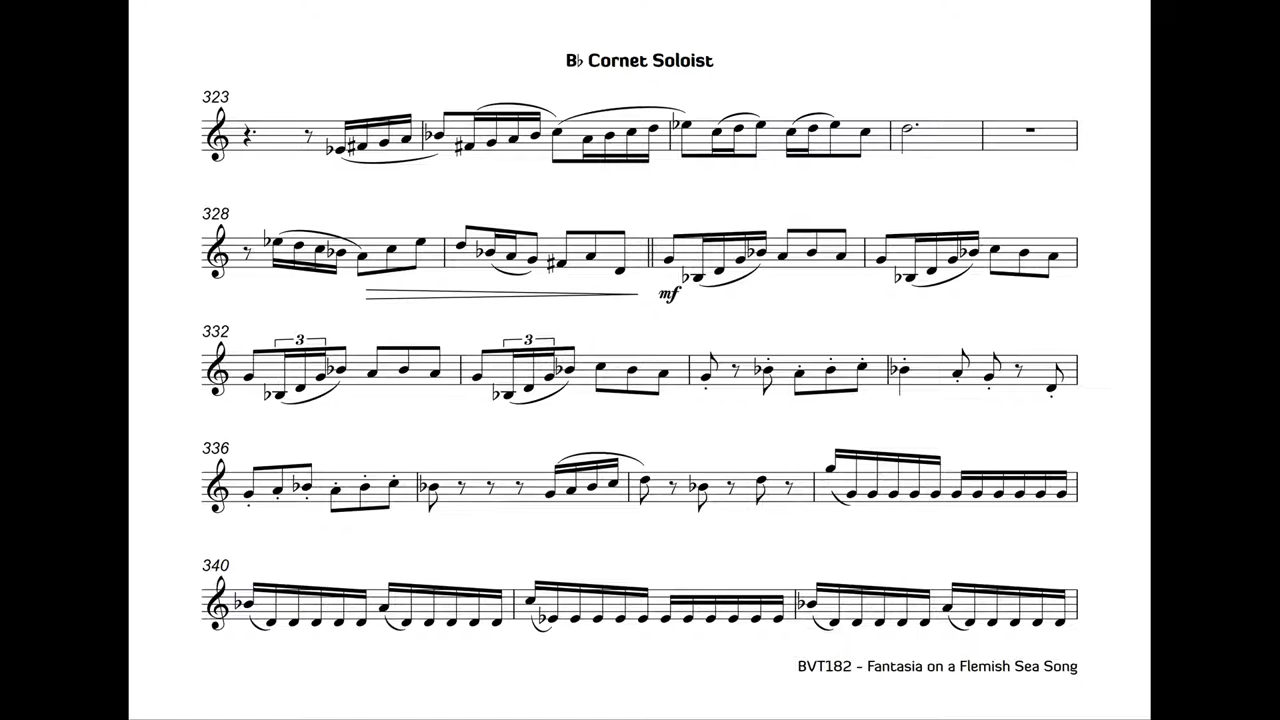 B♭ Cornet Soloist
323
328
mf
332
3
3
336
340
BVT182 - Fantasia on a Flemish Sea Song